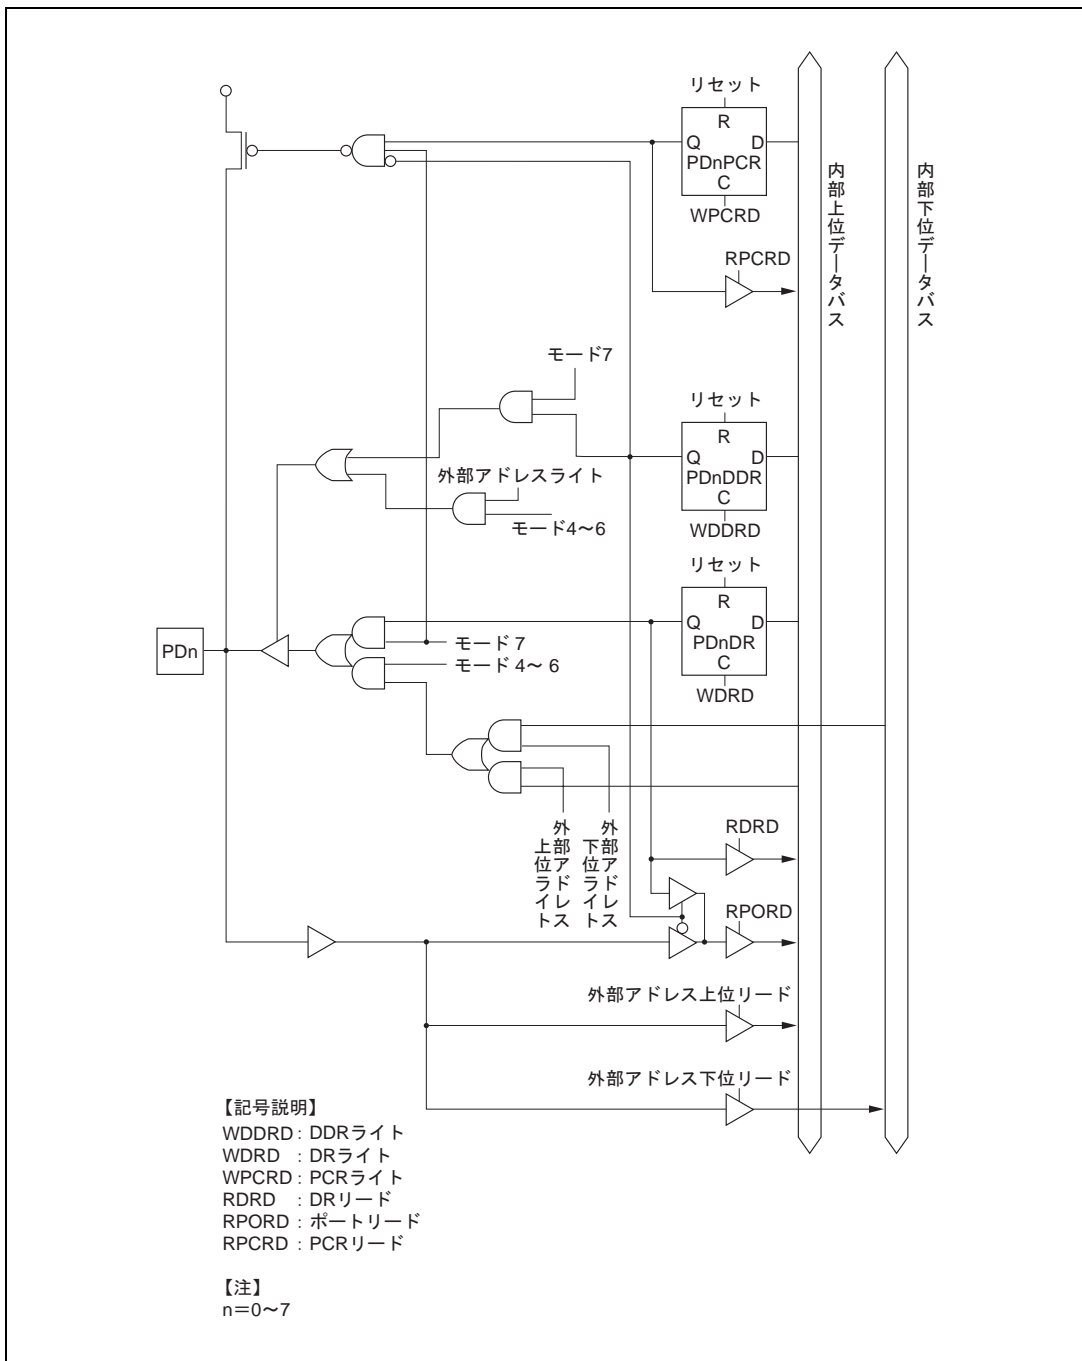 リセット
R
Q D
PDnPCR
C
WPCRD
内部上位データバス
内部下位データバス
RPCRD
モード7
リセット
R
Q D
PDnDDR
C
WDDRD
外部アドレスライト
モード4～6
リセット
R
Q D
PDnDR
C
WDRD
PDn
モード 7
モード 4～ 6
外部アドレス
上位ライト
外部アドレス
下位ライト
RDRD
RPORD
外部アドレス上位リード
外部アドレス下位リード
【記号説明】
WDDRD : DDRライト
WDRD : DRライト
WPCRD : PCRライト
RDRD : DRリード
RPORD : ポートリード
RPCRD : PCRリード
【注】
n＝0～7